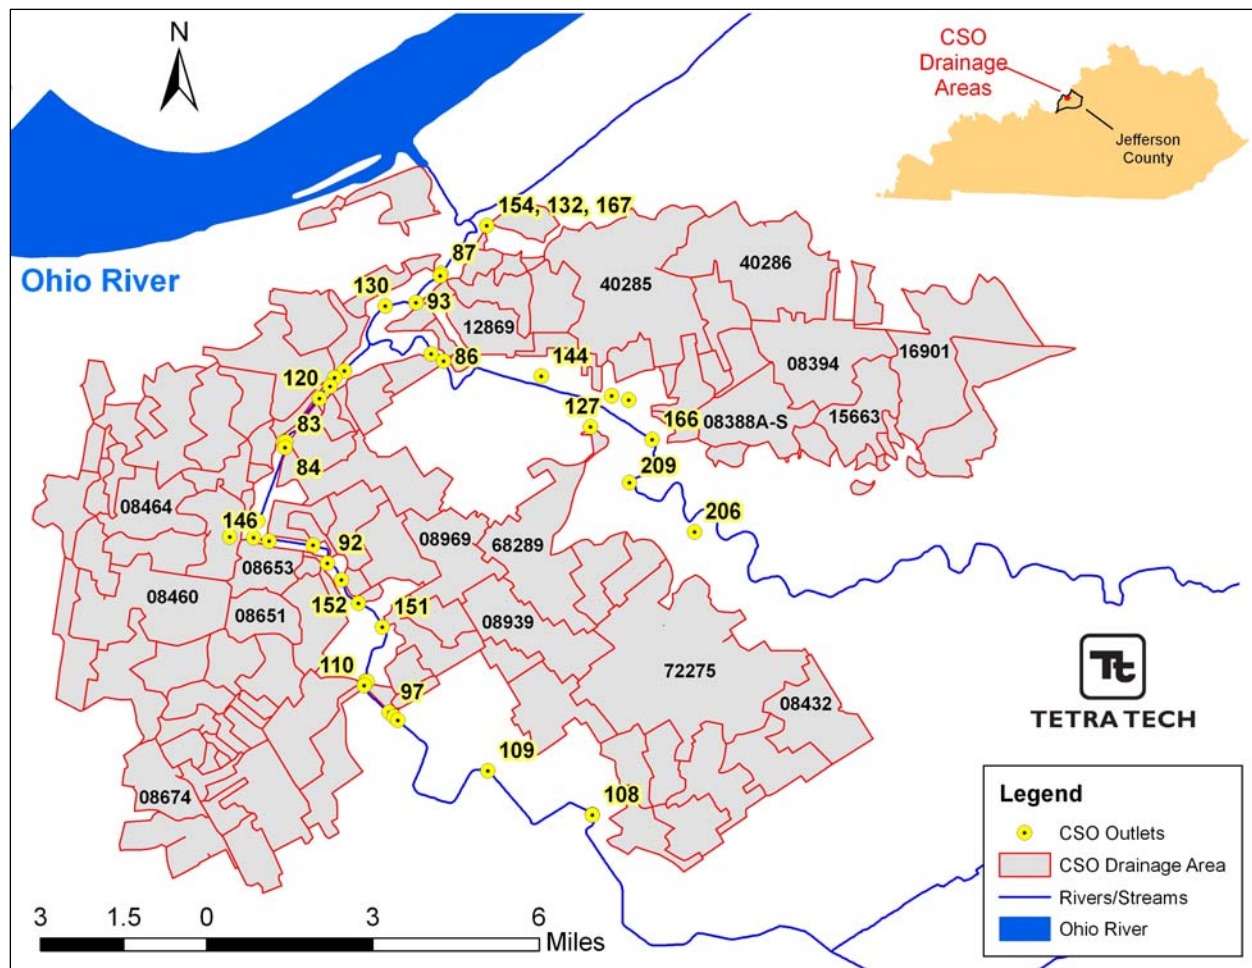 N
CSO
Drainage
Areas
Jefferson
County
154, 132, 167
87
40286
40285
Ohio River
130
93
12869
16901
144
08394
86
120
127
166
08388A-S
15663
83
84
209
08464
146
206
92
08969
68289
08653
08460
152
151
08651
08939
110
72275
97
08432
Tt
TETRA TECH
109
08674
108
Legend
CSO Outlets
CSO Drainage Area
Rivers/Streams
Ohio River
3 1.5 0 3 6
Miles